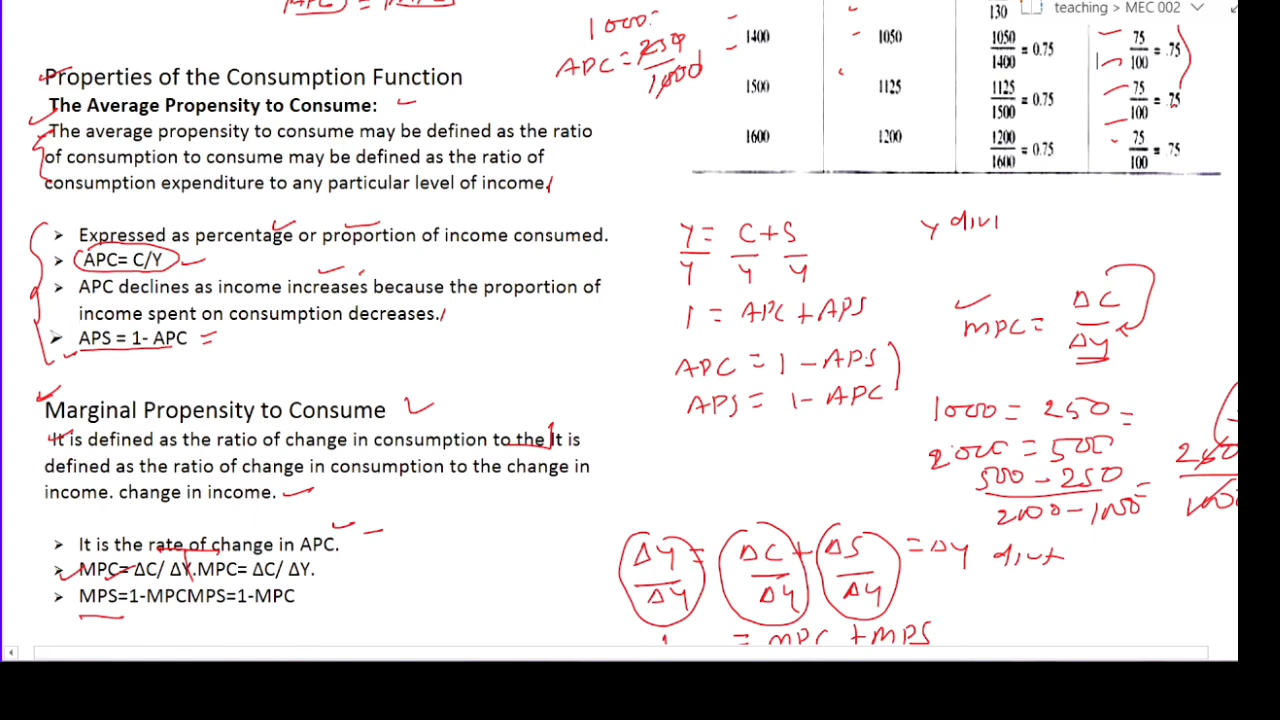 teaching > MEC 002
130
1000
APC = 250
1000
1400 1050 1050/1400 = 0.75 75/100 = .75
1500 1125 1125/1500 = 0.75 75/100 = .75
1600 1200 1200/1600 = 0.75 75/100 = .75
Properties of the Consumption Function
The Average Propensity to Consume:
The average propensity to consume may be defined as the ratio
of consumption to consume may be defined as the ratio of
consumption expenditure to any particular level of income
Expressed as percentage or proportion of income consumed.
APC= C/Y
APC declines as income increases because the proportion of
income spent on consumption decreases.
APS = 1- APC =
Marginal Propensity to Consume
It is defined as the ratio of change in consumption to the It is
defined as the ratio of change in consumption to the change in
income. change in income.
It is the rate of change in APC.
MPC= ΔC/ ΔY.MPC= ΔC/ ΔY.
MPS=1-MPCMPS=1-MPC
Y = C + S
Y Y Y
1 = APC + APS
APC = 1 - APS
APS = 1 - APC
Y divi
MPC = ΔC
ΔY
1000 = 250 =
2000 = 500
500 - 250 =
2000 - 1000
250
1000
ΔY = ΔC + ΔS = ΔY divi
ΔY ΔY ΔY
1 = MPC + MPS